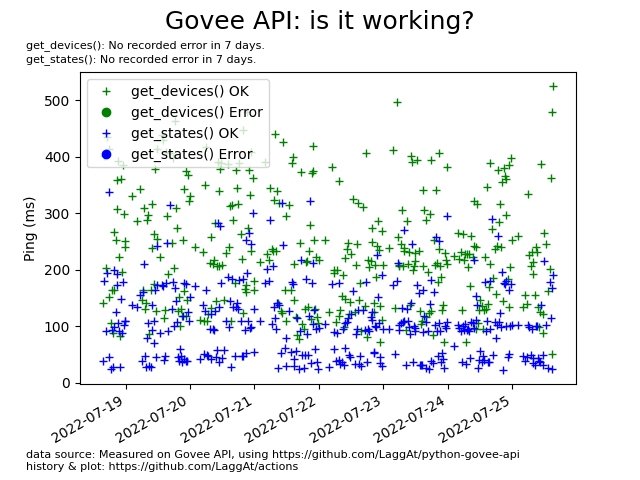 Govee API: is it working?
get_devices(): No recorded error in 7 days.
get_states(): No recorded error in 7 days.
get_devices() OK
get_devices() Error
get_states() OK
get_states() Error
Ping (ms)
500
400
300
200
100
0
2022-07-19
2022-07-20
2022-07-21
2022-07-22
2022-07-23
2022-07-24
2022-07-25
data source: Measured on Govee API, using https://github.com/LaggAt/python-govee-api
history & plot: https://github.com/LaggAt/actions